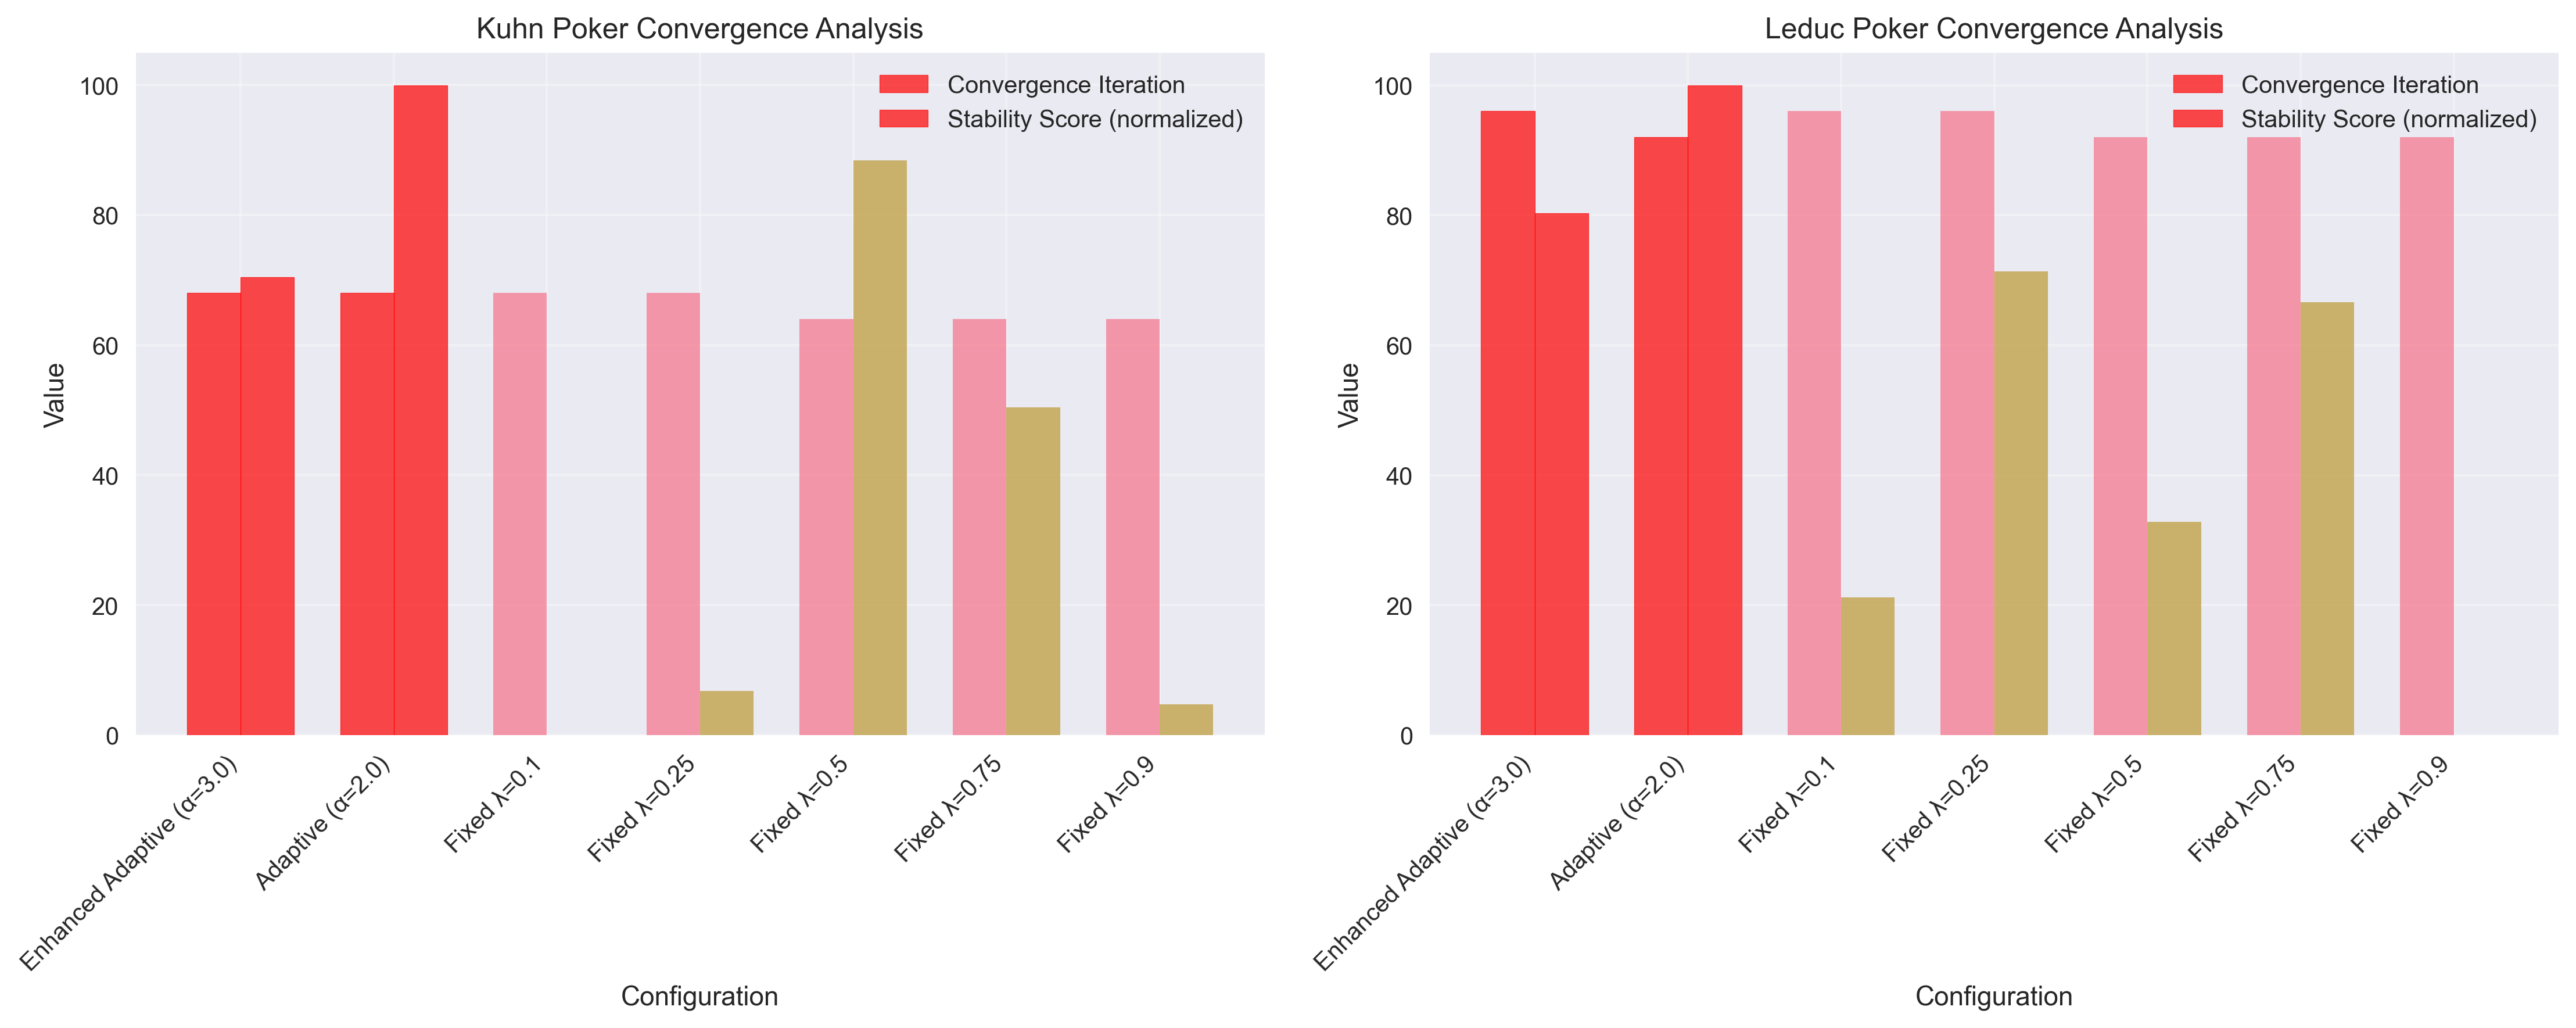 Kuhn Poker Convergence Analysis
Convergence Iteration
Stability Score (normalized)
100
80
60
40
20
0
Value
Enhanced Adaptive (α=3.0)
Adaptive (α=2.0)
Fixed λ=0.1
Fixed λ=0.25
Fixed λ=0.5
Fixed λ=0.75
Fixed λ=0.9
Configuration
Leduc Poker Convergence Analysis
Convergence Iteration
Stability Score (normalized)
100
80
60
40
20
0
Value
Enhanced Adaptive (α=3.0)
Adaptive (α=2.0)
Fixed λ=0.1
Fixed λ=0.25
Fixed λ=0.5
Fixed λ=0.75
Fixed λ=0.9
Configuration